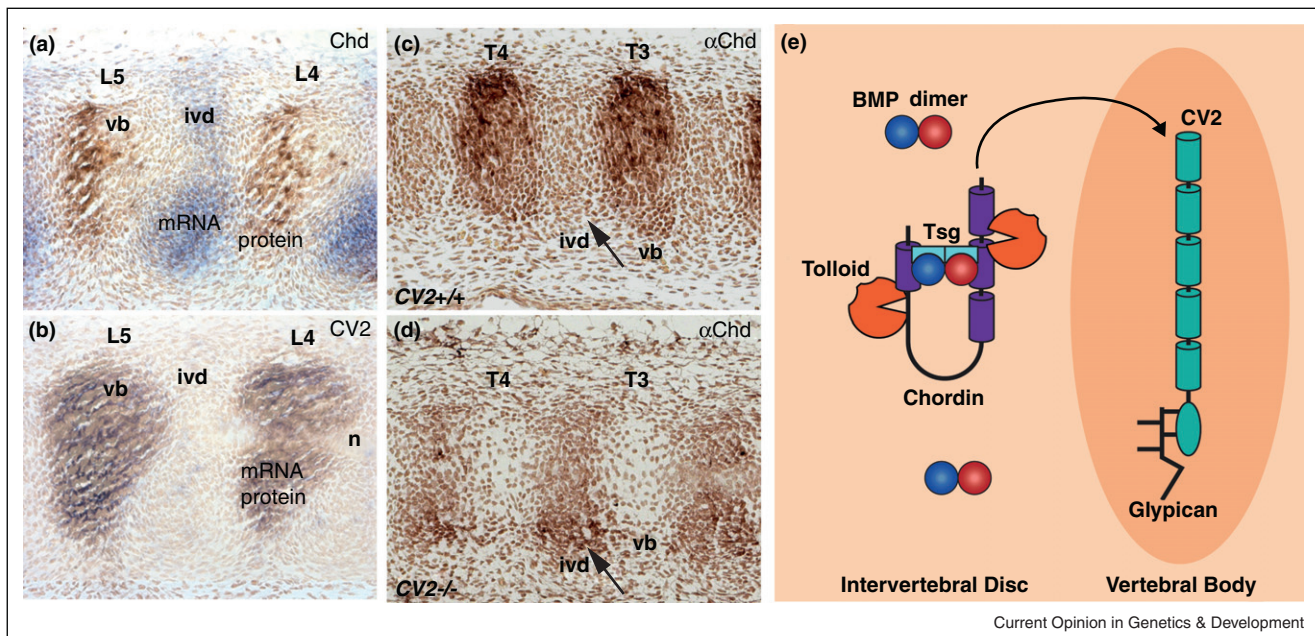 (a)
Chd
L5
L4
vb
ivd
mRNA
protein
(b)
CV2
L5
L4
vb
ivd
n
mRNA
protein
(c)
αChd
T4
T3
ivd
vb
CV2+/+
(d)
αChd
T4
T3
vb
ivd
CV2-/-
(e)
BMP dimer
CV2
Tsg
Tolloid
Chordin
Glypican
Intervertebral Disc
Vertebral Body
Current Opinion in Genetics & Development